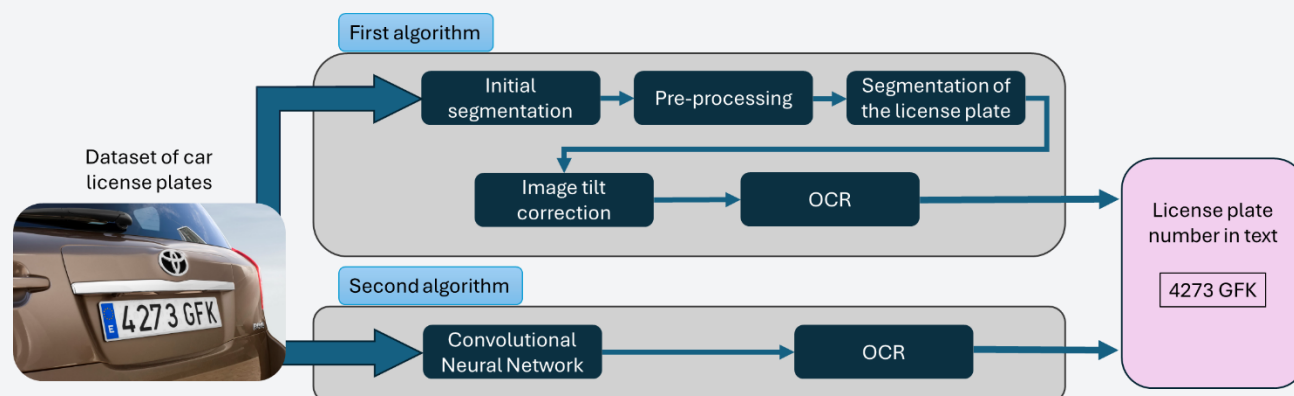 First algorithm
Initial
segmentation
Pre-processing
Segmentation of
the license plate
Image tilt
correction
OCR
Dataset of car
license plates
E
4273 GFK
Second algorithm
Convolutional
Neural Network
OCR
License plate
number in text
4273 GFK